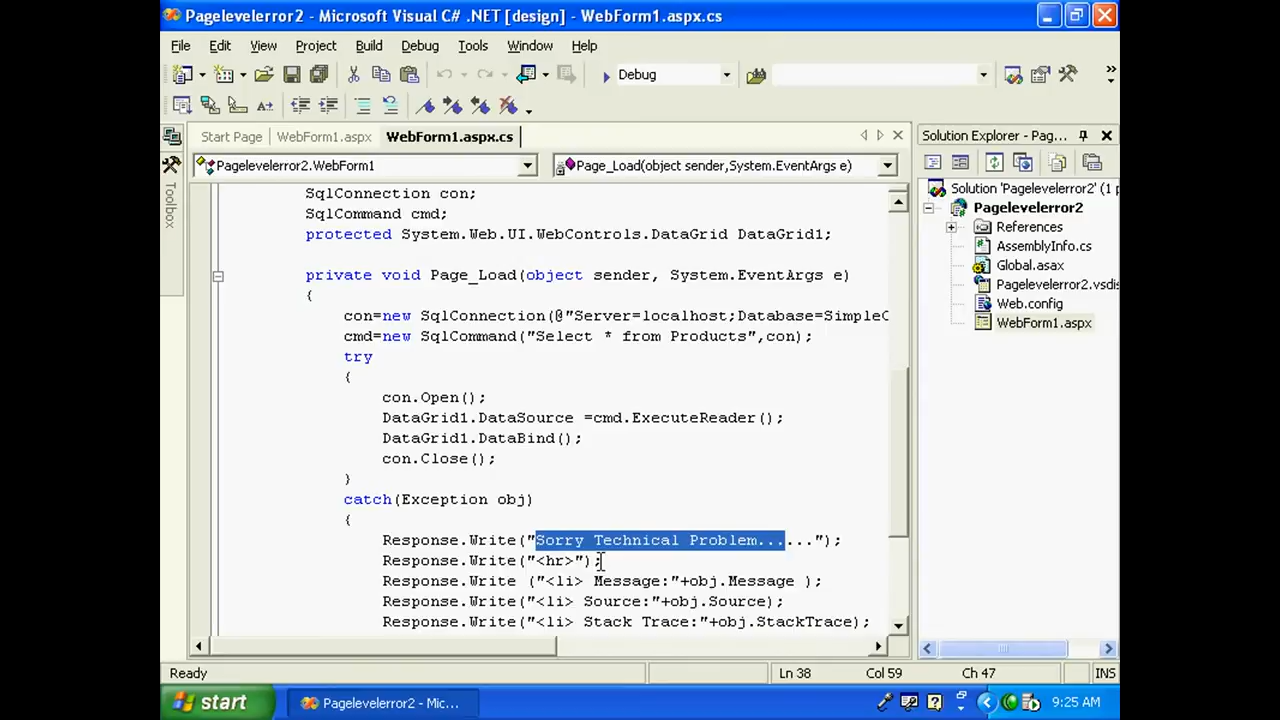 Pagelevelerror2 - Microsoft Visual C# .NET [design] - WebForm1.aspx.cs
File Edit View Project Build Debug Tools Window Help
Debug
Start Page WebForm1.aspx WebForm1.aspx.cs
Solution Explorer - Pag...
Pagelevelerror2.WebForm1 Page_Load(object sender,System.EventArgs e)
Toolbox
SqlConnection con;
SqlCommand cmd;
protected System.Web.UI.WebControls.DataGrid DataGrid1;
private void Page_Load(object sender, System.EventArgs e)
{
con=new SqlConnection(@"Server=localhost;Database=SimpleC
cmd=new SqlCommand("Select * from Products",con);
try
{
con.Open();
DataGrid1.DataSource =cmd.ExecuteReader();
DataGrid1.DataBind();
con.Close();
}
catch(Exception obj)
{
Response.Write("Sorry Technical Problem......");
Response.Write("<hr>");
Response.Write ("<li> Message:"+obj.Message );
Response.Write("<li> Source:"+obj.Source);
Response.Write("<li> Stack Trace:"+obj.StackTrace);
Solution 'Pagelevelerror2' (1 p
Pagelevelerror2
References
AssemblyInfo.cs
Global.asax
Pagelevelerror2.vsdis
Web.config
WebForm1.aspx
Ready Ln 38 Col 59 Ch 47 INS
start Pagelevelerror2 - Mic... 9:25 AM